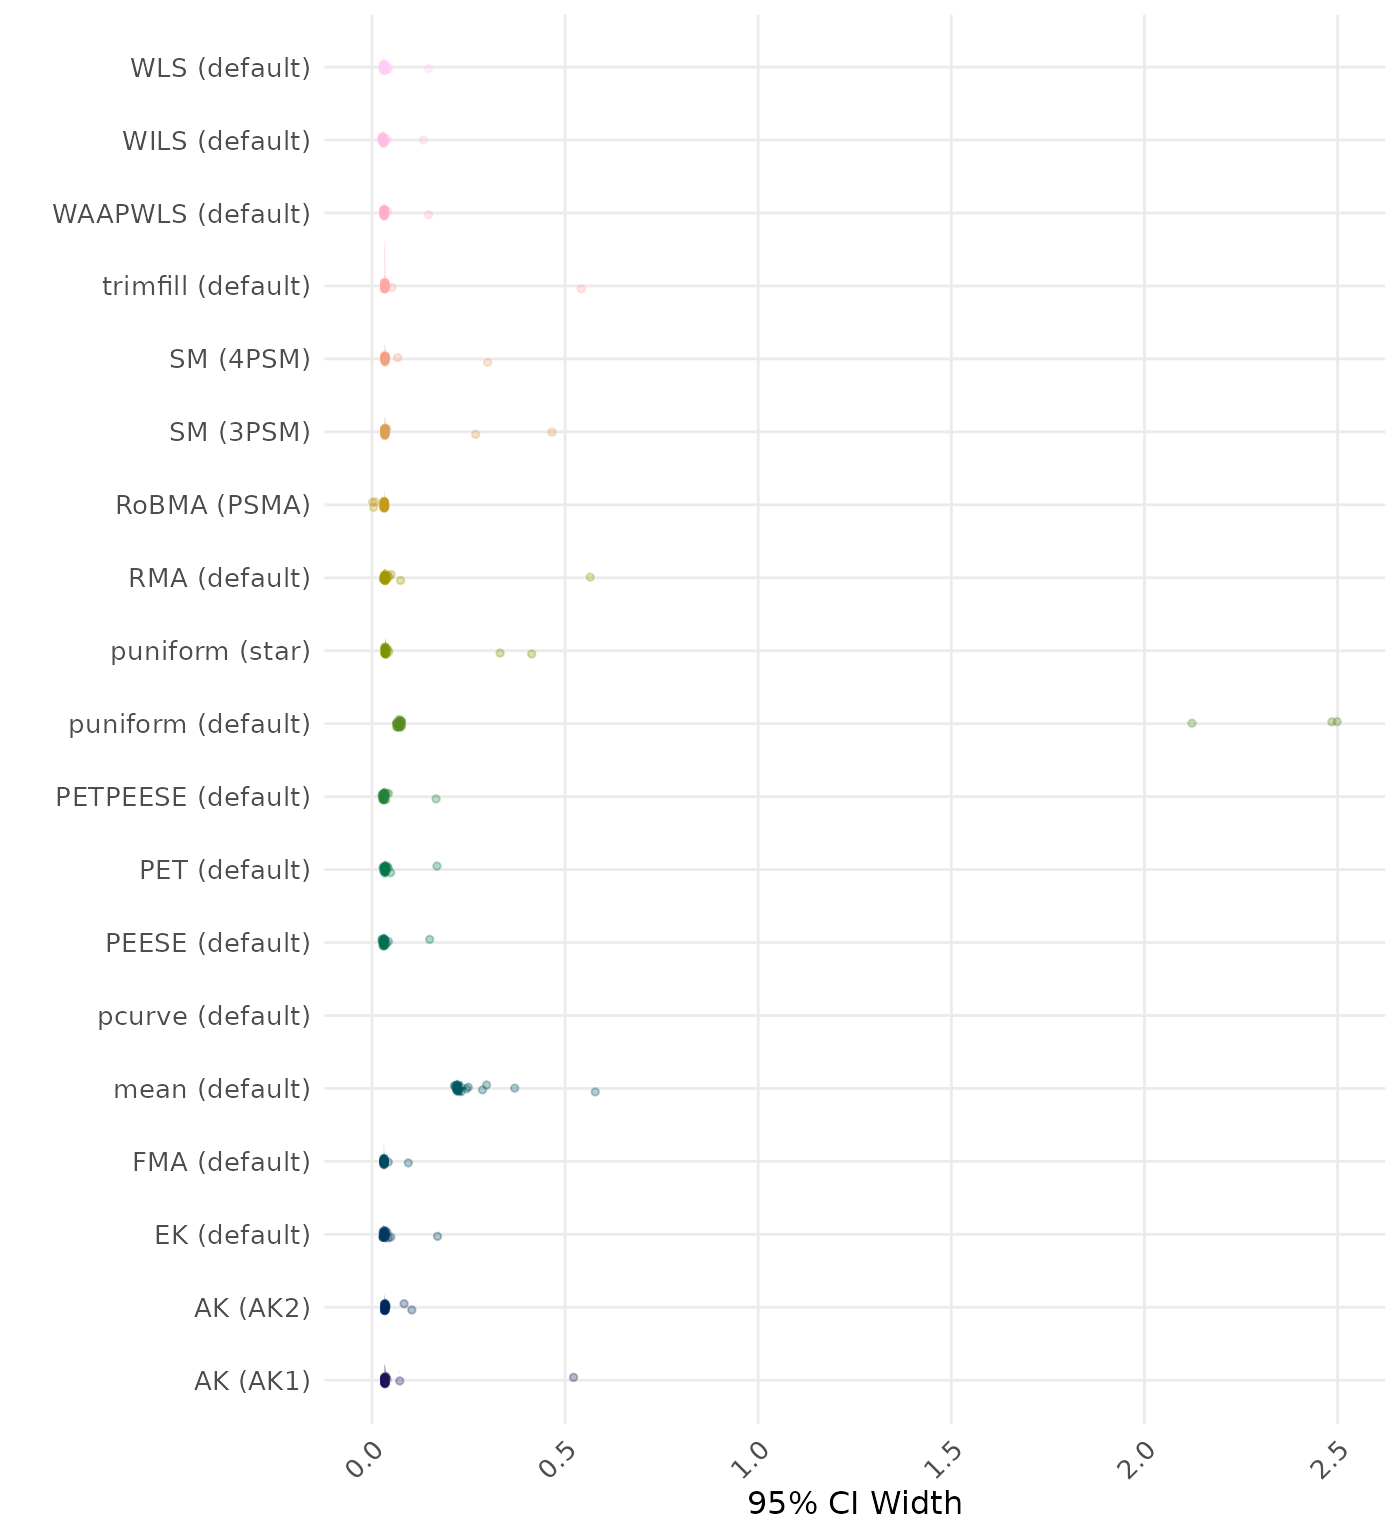 WLS (default)
WILS (default)
WAAPWLS (default)
trimfill (default)
SM (4PSM)
SM (3PSM)
RoBMA (PSMA)
RMA (default)
puniform (star)
puniform (default)
PETPEESE (default)
PET (default)
PEESE (default)
pcurve (default)
mean (default)
FMA (default)
EK (default)
AK (AK2)
AK (AK1)
0.0 0.5 1.0 1.5 2.0 2.5
95% CI Width